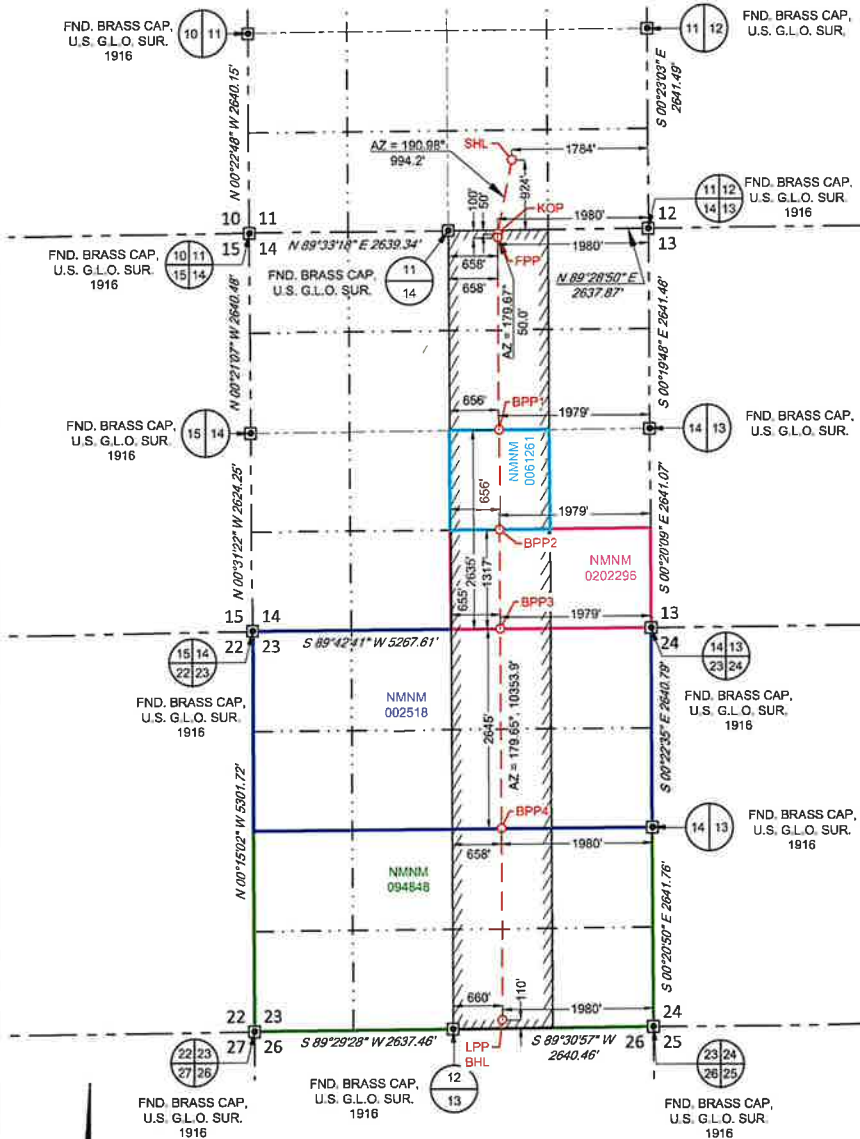 FND. BRASS CAP,
U.S. G.L.O. SUR.
1916
10 11
11 12
FND. BRASS CAP,
U.S. G.L.O. SUR.
N 00°22'48" W 2640.15'
S 00°23'03" E
2641.49'
SHL
AZ = 190.98°
994.2'
1784'
924'
100'
50'
KOP
1980'
11 12
14 13
FND. BRASS CAP,
U.S. G.L.O. SUR.
1916
10 11
15 14
12
13
N 89°33'18" E 2639.34'
1980'
FPP
FND. BRASS CAP,
U.S. G.L.O. SUR.
1916
10 11
15 14
FND. BRASS CAP,
U.S. G.L.O. SUR.
11
14
658'
658'
AZ = 179.67°
50.0'
N 89°28'50" E
2637.87'
N 00°21'07" W 2640.48'
S 00°19'48" E 2641.48'
656'
BPP1
1979'
FND. BRASS CAP,
U.S. G.L.O. SUR.
1916
15 14
14 13
FND. BRASS CAP,
U.S. G.L.O. SUR.
NMNM
0061261
656'
2635'
1979'
N 00°31'22" W 2624.25'
S 00°20'09" E 2641.07'
BPP2
NMNM
0202296
1317'
655'
BPP3
1979'
15 14
22 23
13
24
S 89°42'41" W 5267.61'
15 14
22 23
FND. BRASS CAP,
U.S. G.L.O. SUR.
1916
14 13
23 24
FND. BRASS CAP,
U.S. G.L.O. SUR.
1916
NMNM
002518
2645'
AZ = 179.65°, 10353.9'
S 00°22'35" E 2640.79'
N 00°15'02" W 5301.72'
BPP4
14 13
FND. BRASS CAP,
U.S. G.L.O. SUR.
1916
658'
1980'
NMNM
094848
S 00°20'50" E 2641.76'
660'
110'
1980'
22 23
27 26
24
26 25
S 89°29'28" W 2637.46'
LPP
BHL
S 89°30'57" W
2640.46'
22 23
27 26
FND. BRASS CAP,
U.S. G.L.O. SUR.
1916
FND. BRASS CAP,
U.S. G.L.O. SUR.
1916
12
13
23 24
26 25
FND. BRASS CAP,
U.S. G.L.O. SUR.
1916